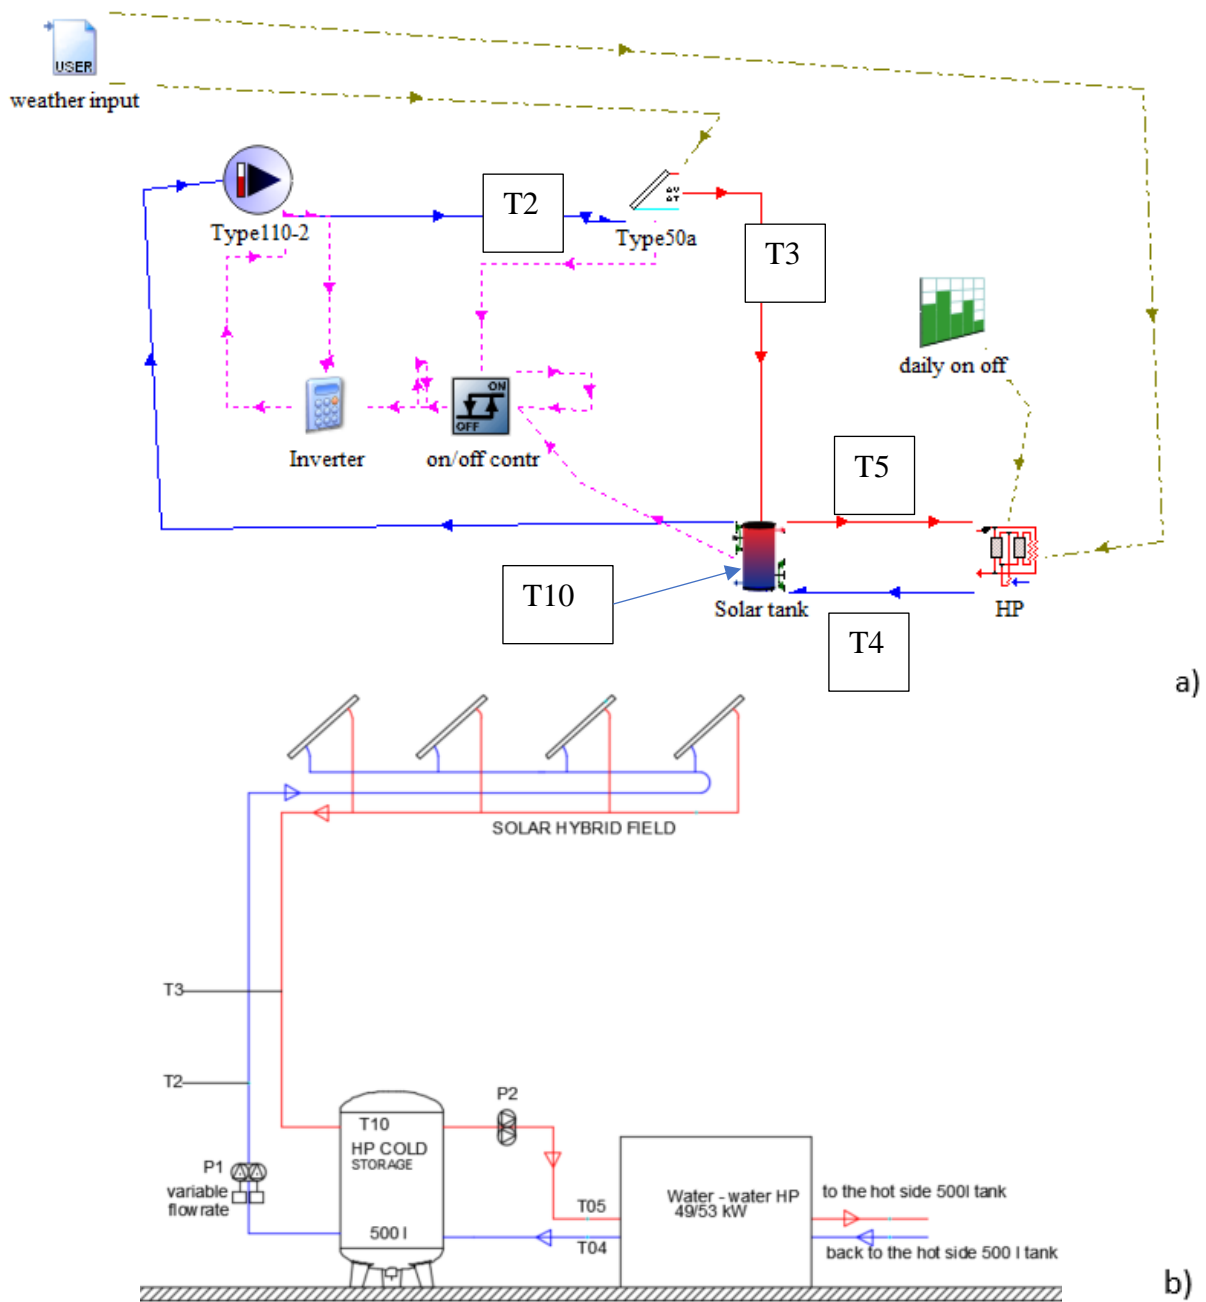 USER
weather input
T2
Type110-2
Type50a
T3
daily on off
ON
OFF
Inverter
on/off contr
T5
T10
Solar tank
HP
T4
a)
SOLAR HYBRID FIELD
T3
T2
P2
T10
HP COLD
STORAGE
P1
variable
flowrate
500 l
T05
T04
Water - water HP
49/53 kW
to the hot side 500l tank
back to the hot side 500 l tank
b)